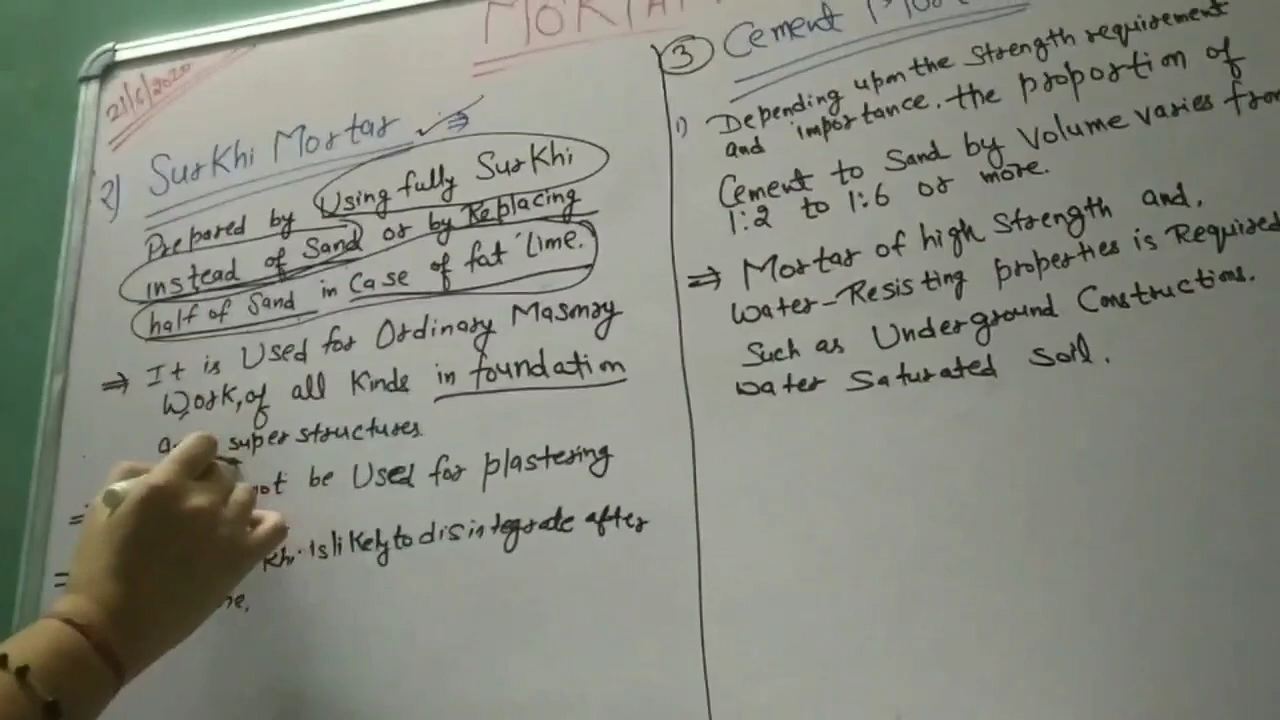 MORTAR
21/6/2020
2) Surkhi Mortar
Prepared by Using fully Surkhi
instead of Sand or by Replacing
half of Sand in Case of fat lime.
⇒ It is Used for Ordinary Masonry
Work, of all Kinds in foundation
super structures
not be Used for plastering
khi Is likely to disintegrate after
3 Cement
1) Depending upon the Strength requirement
and importance. the proportion of
Cement to Sand by Volume varies from
1:2 to 1:6 or more.
⇒ Mortar of high Strength and,
Water-Resisting properties is Required
Such as Underground Constructions.
Water Saturated Soil.